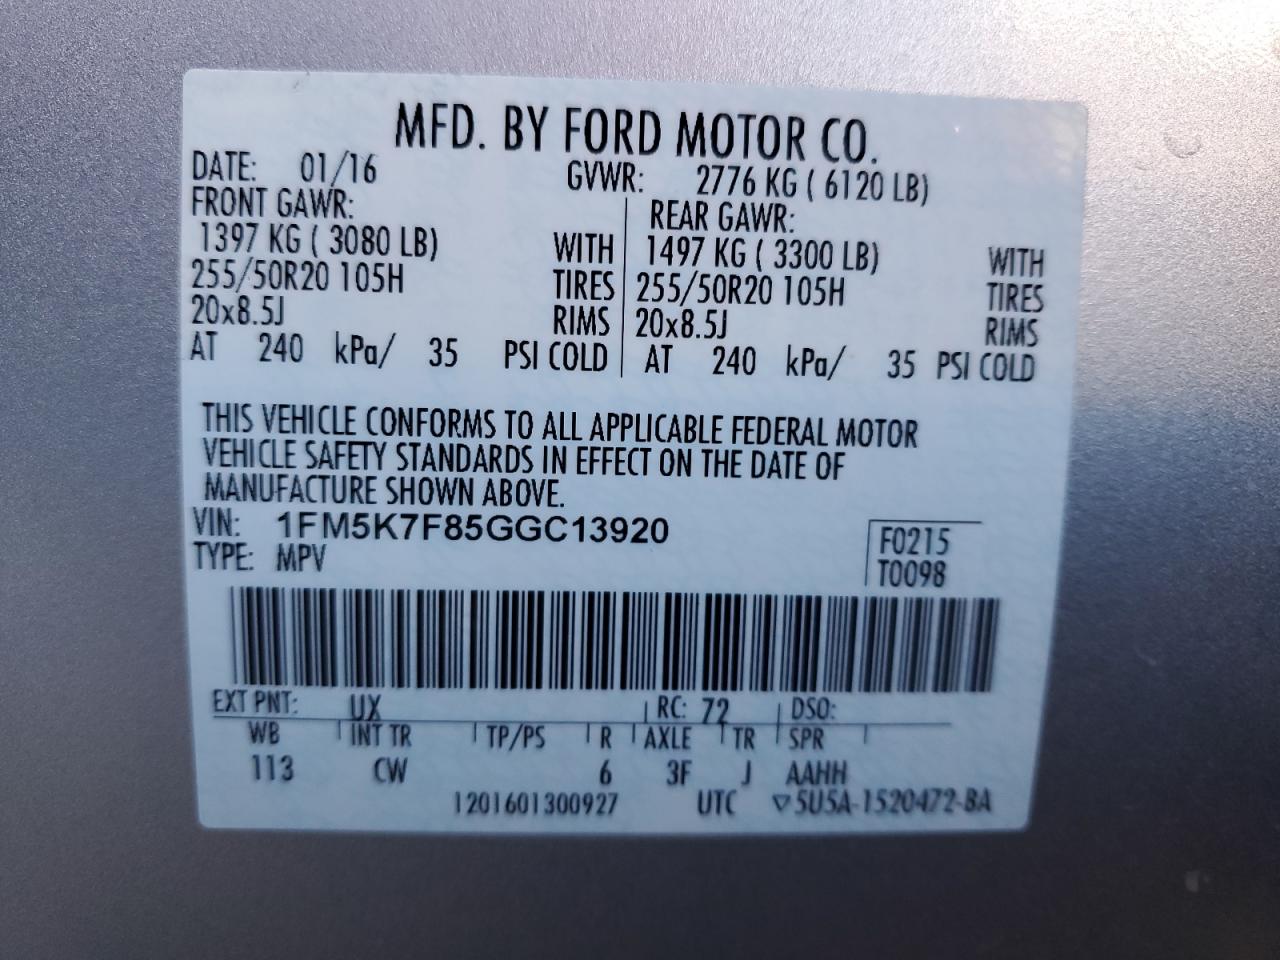 MFD. BY FORD MOTOR CO.
DATE: 01/16 GVWR: 2776 KG ( 6120 LB)
FRONT GAWR: REAR GAWR:
1397 KG ( 3080 LB) WITH 1497 KG ( 3300 LB) WITH
255/50R20 105H TIRES 255/50R20 105H TIRES
20x8.5J RIMS 20x8.5J RIMS
AT 240 kPa/ 35 PSI COLD AT 240 kPa/ 35 PSI COLD
THIS VEHICLE CONFORMS TO ALL APPLICABLE FEDERAL MOTOR
VEHICLE SAFETY STANDARDS IN EFFECT ON THE DATE OF
MANUFACTURE SHOWN ABOVE.
VIN: 1FM5K7F85GGC13920 F0215
TYPE: MPV T0098
EXT PNT: UX RC: 72 DSO:
WB INT TR TP/PS R AXLE TR SPR
113 CW 6 3F J AAHH
1201601300927 UTC ▽5U5A-1520472-BA